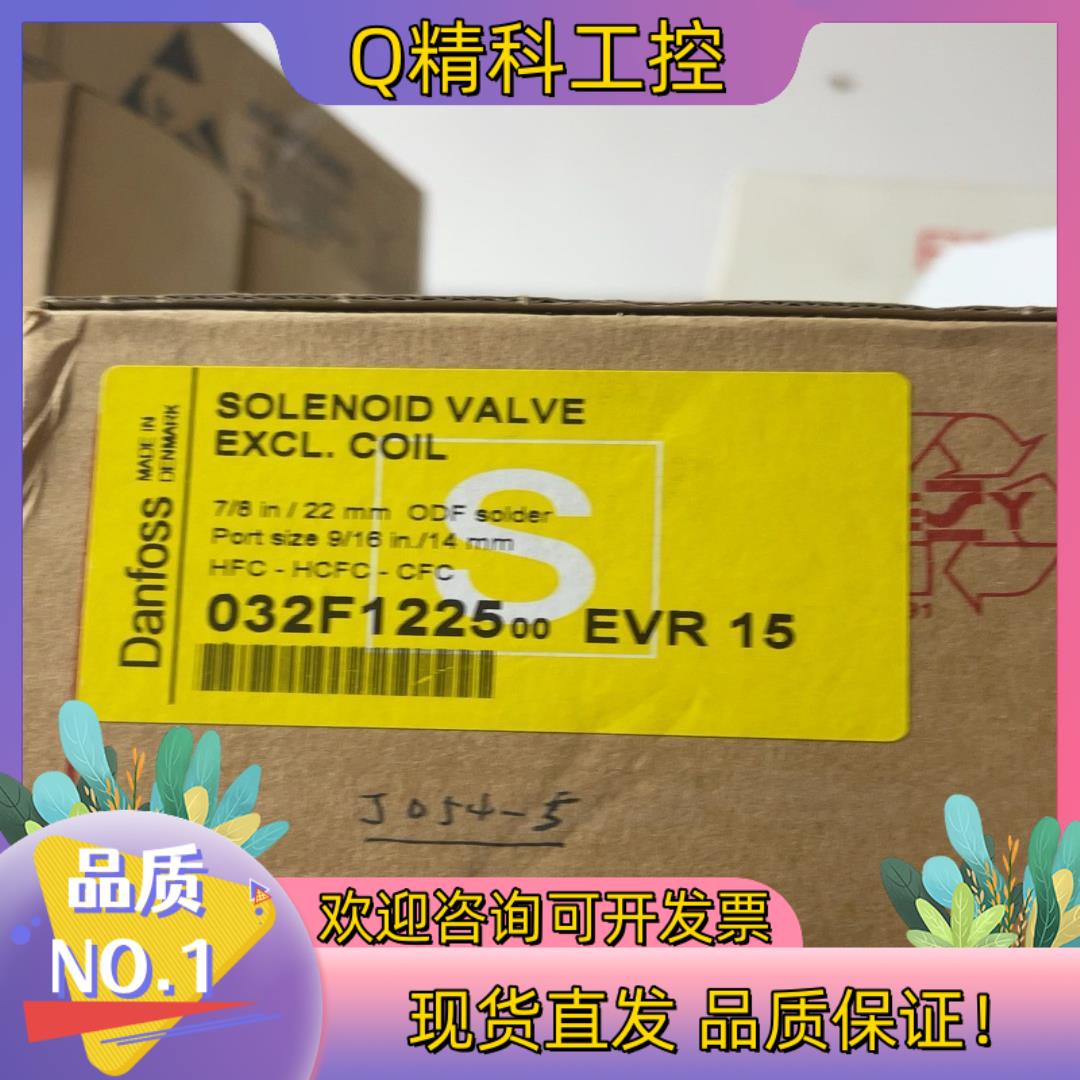 Q精科工控
SOLENOID VALVE
EXCL. COIL
S
7/8 in / 22 mm ODF solder
Port size 9/16 in./14 mm
HFC - HCFC - CFC
032F1225 00 EVR 15
Danfoss
MADE IN
DENMARK
J054-5
品质
NO.1
欢迎咨询可开发票
现货直发 品质保证!